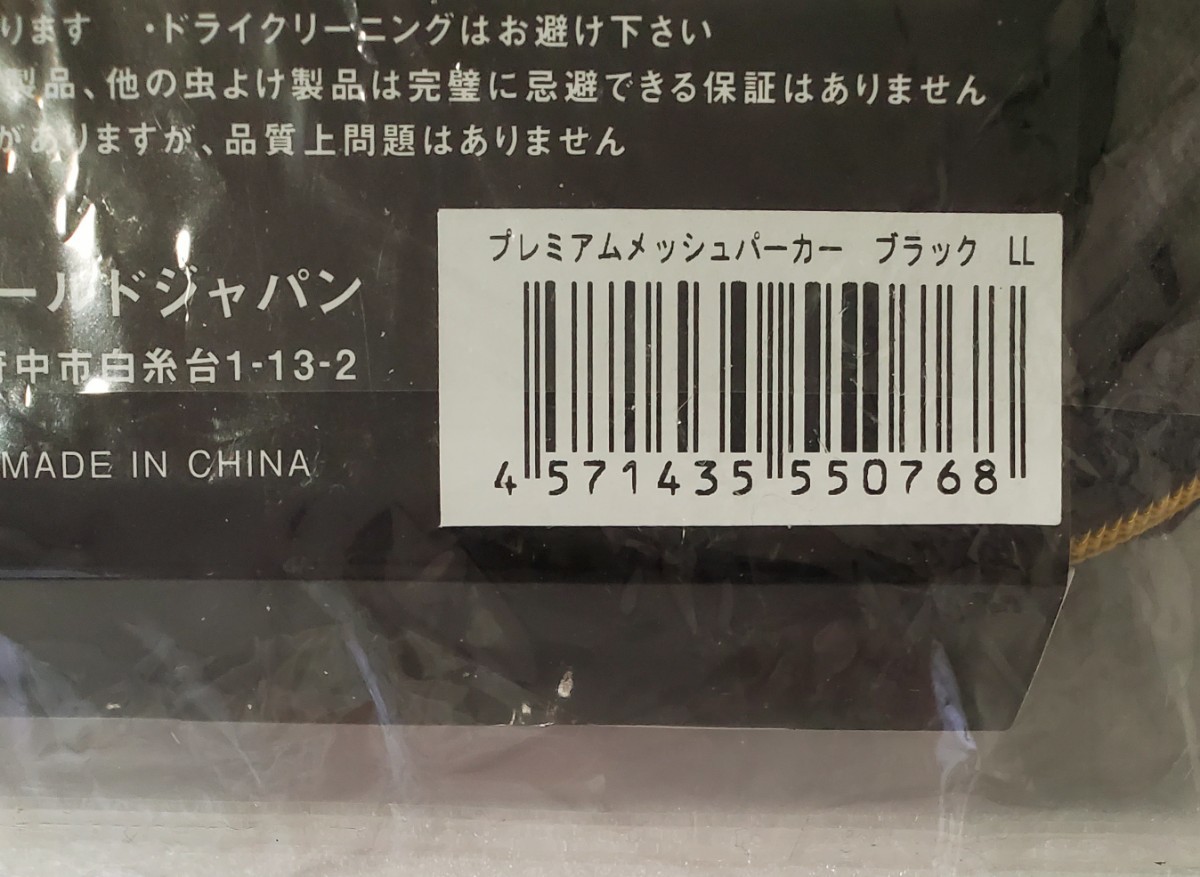 ります ・ドライクリーニングはお避け下さい
製品、他の虫よけ製品は完璧に忌避できる保証はありません
がありますが、品質上問題はありません
ールドジャパン
府中市白糸台1-13-2
MADE IN CHINA
プレミアムメッシュパーカー ブラック LL
4 571435 550768